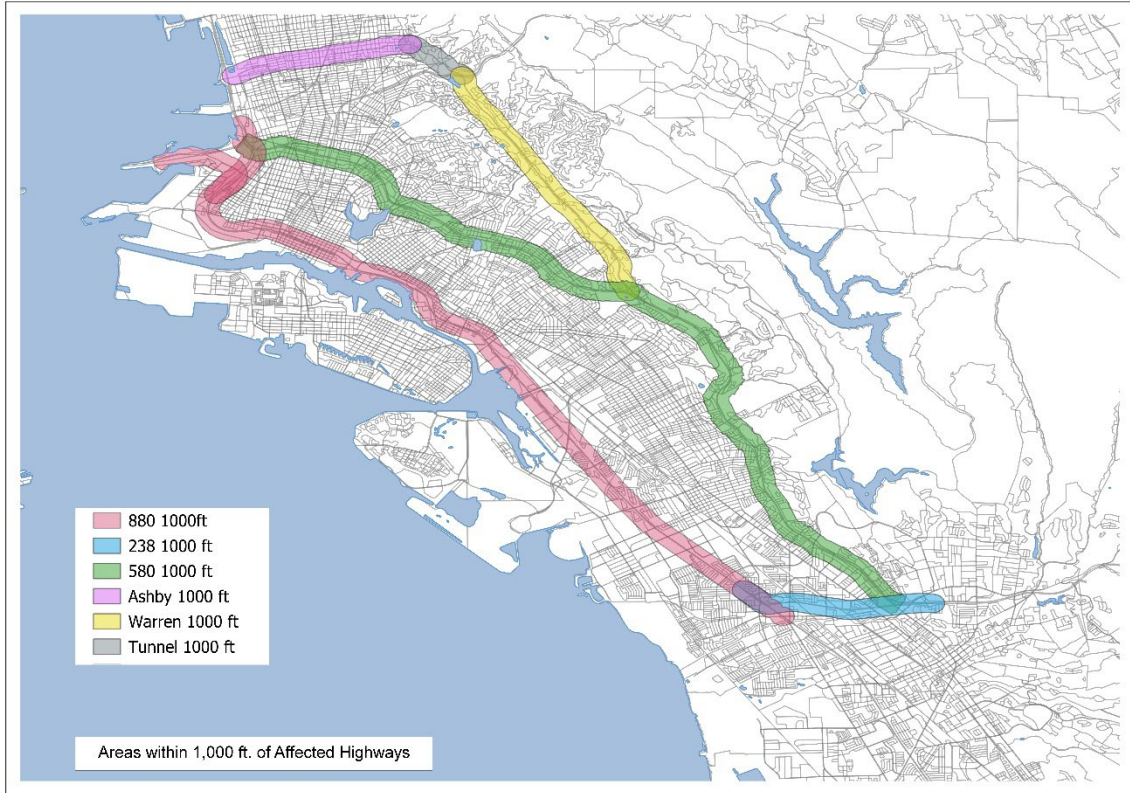 880 1000ft
238 1000 ft
580 1000 ft
Ashby 1000 ft
Warren 1000 ft
Tunnel 1000 ft
Areas within 1,000 ft. of Affected Highways